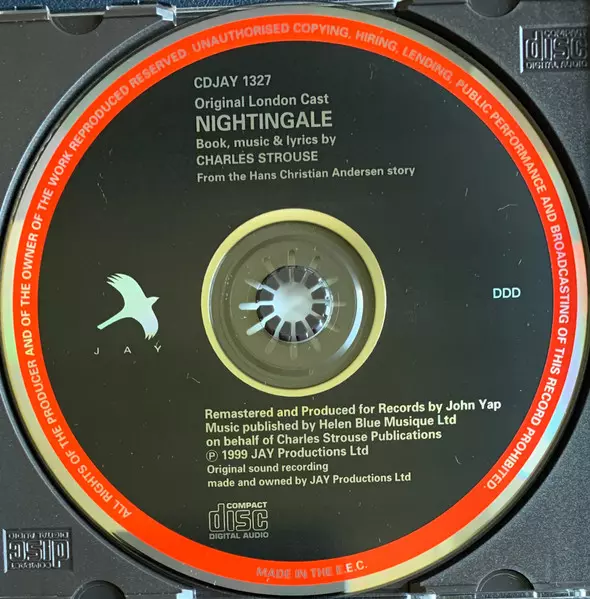 CDJAY 1327
Original London Cast
NIGHTINGALE
Book, music & lyrics by
CHARLES STROUSE
From the Hans Christian Andersen story
JAY
DDD
Remastered and Produced for Records by John Yap
Music published by Helen Blue Musique Ltd
on behalf of Charles Strouse Publications
℗ 1999 JAY Productions Ltd
Original sound recording
made and owned by JAY Productions Ltd
COMPACT
disc
DIGITAL AUDIO
ALL RIGHTS OF THE PRODUCER AND OF THE OWNER OF THE WORK REPRODUCED RESERVED. UNAUTHORISED COPYING, HIRING, LENDING, PUBLIC PERFORMANCE AND BROADCASTING OF THIS RECORD PROHIBITED.
MADE IN THE E.E.C.
COMPACT
disc
DIGITAL AUDIO
COMPACT
disc
DIGITAL AUDIO